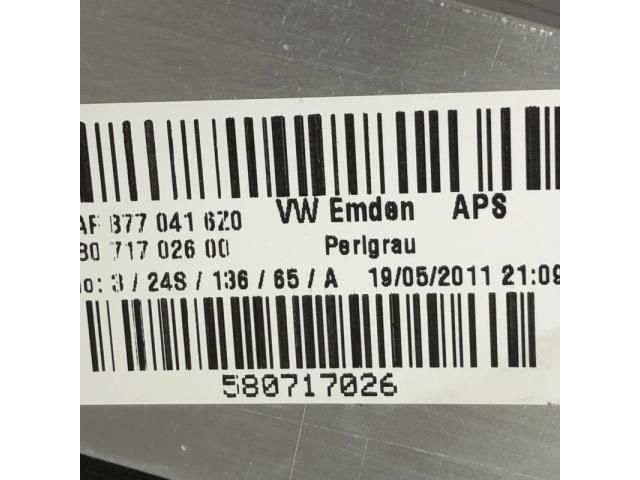 AF 877 041 6Z0 VW Emden APS
80 717 026 00 Perlgrau
no: 3 / 24S / 136 / 65 / A 19/05/2011 21:09
580717026